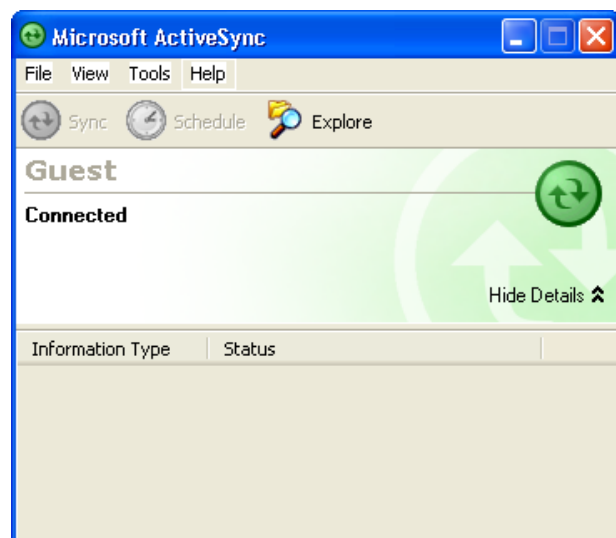 Microsoft ActiveSync
File View Tools Help
Sync Schedule Explore
Guest
Connected
Hide Details
Information Type Status